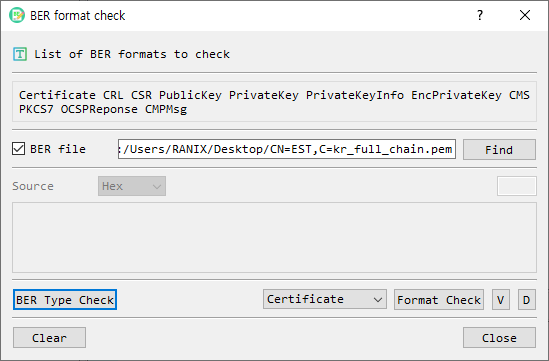 BER format check
?
List of BER formats to check
Certificate CRL CSR PublicKey PrivateKey PrivateKeyInfo EncPrivateKey CMS
PKCS7 OCSPReponse CMPMsg
BER file :/Users/RANIX/Desktop/CN=EST,C=kr_full_chain.pem Find
Source Hex
BER Type Check Certificate Format Check V D
Clear Close